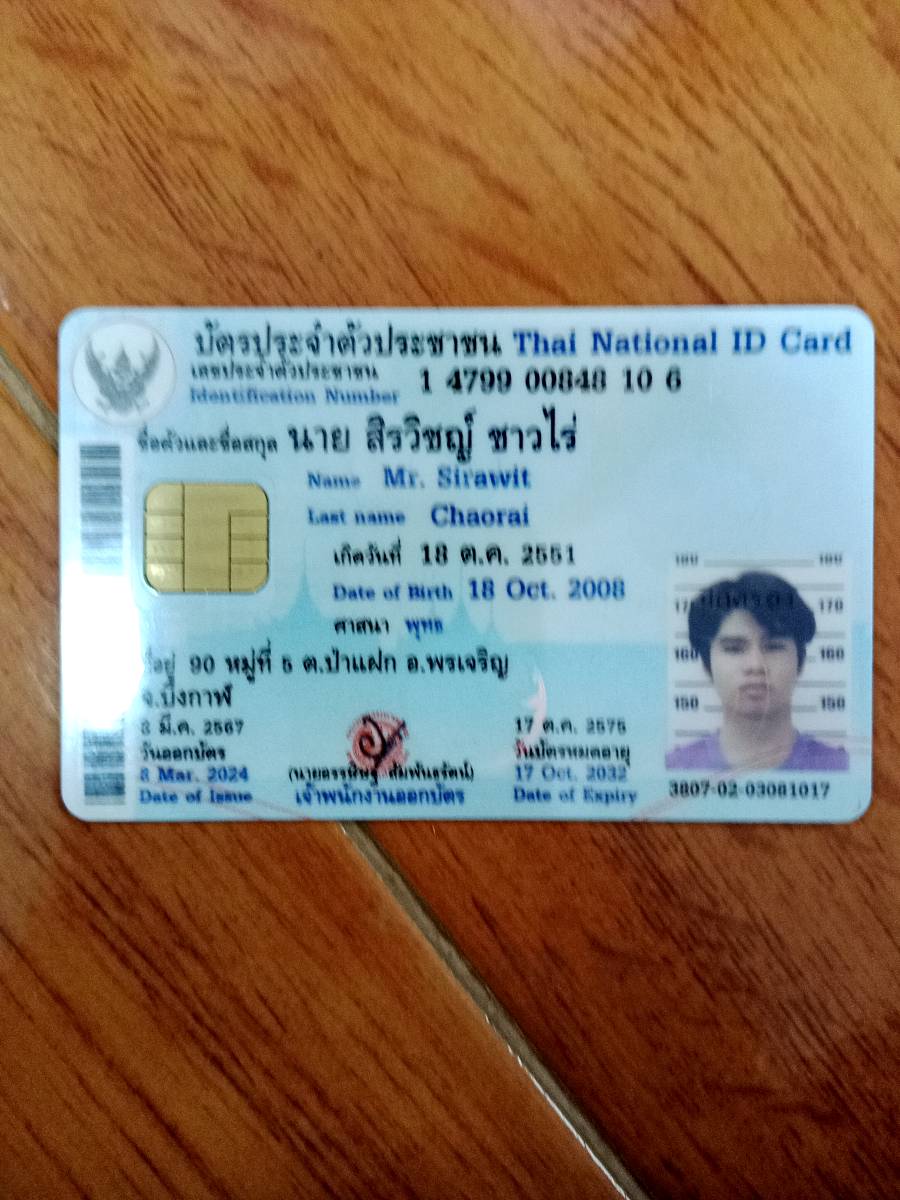 บัตรประจำตัวประชาชน Thai National ID Card
เลขประจำตัวประชาชน
Identification Number
1 4799 00848 10 6
ชื่อตัวและชื่อสกุล นาย สิรวิชญ์ ชาวไร่
Name Mr. Sirawit
Last name Chaorai
เกิดวันที่ 18 ต.ค. 2551
Date of Birth 18 Oct. 2008
ศาสนา พุทธ
ที่อยู่ 90 หมู่ที่ 5 ต.ป่าแฝก อ.พรเจริญ
จ.บึงกาฬ
8 มี.ค. 2567
วันออกบัตร
8 Mar. 2024
Date of Issue
เจ้าพนักงานออกบัตร
17 ต.ค. 2575
วันบัตรหมดอายุ
17 Oct. 2032
Date of Expiry
180 180
170 170
160 160
150 150
3807-02-03081017